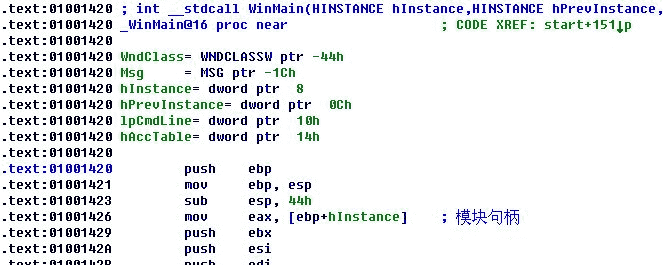 .text:01001420 ; int __stdcall WinMain(HINSTANCE hInstance,HINSTANCE hPrevInstance,
.text:01001420 _WinMain@16 proc near ; CODE XREF: start+151↓p
.text:01001420
.text:01001420 WndClass= WNDCLASSW ptr -44h
.text:01001420 Msg = MSG ptr -1Ch
.text:01001420 hInstance= dword ptr 8
.text:01001420 hPrevInstance= dword ptr 0Ch
.text:01001420 lpCmdLine= dword ptr 10h
.text:01001420 hAccTable= dword ptr 14h
.text:01001420
.text:01001420 push ebp
.text:01001421 mov ebp, esp
.text:01001423 sub esp, 44h
.text:01001426 mov eax, [ebp+hInstance] ; 模块句柄
.text:01001429 push ebx
.text:0100142A push esi
.text:0100142B push edi